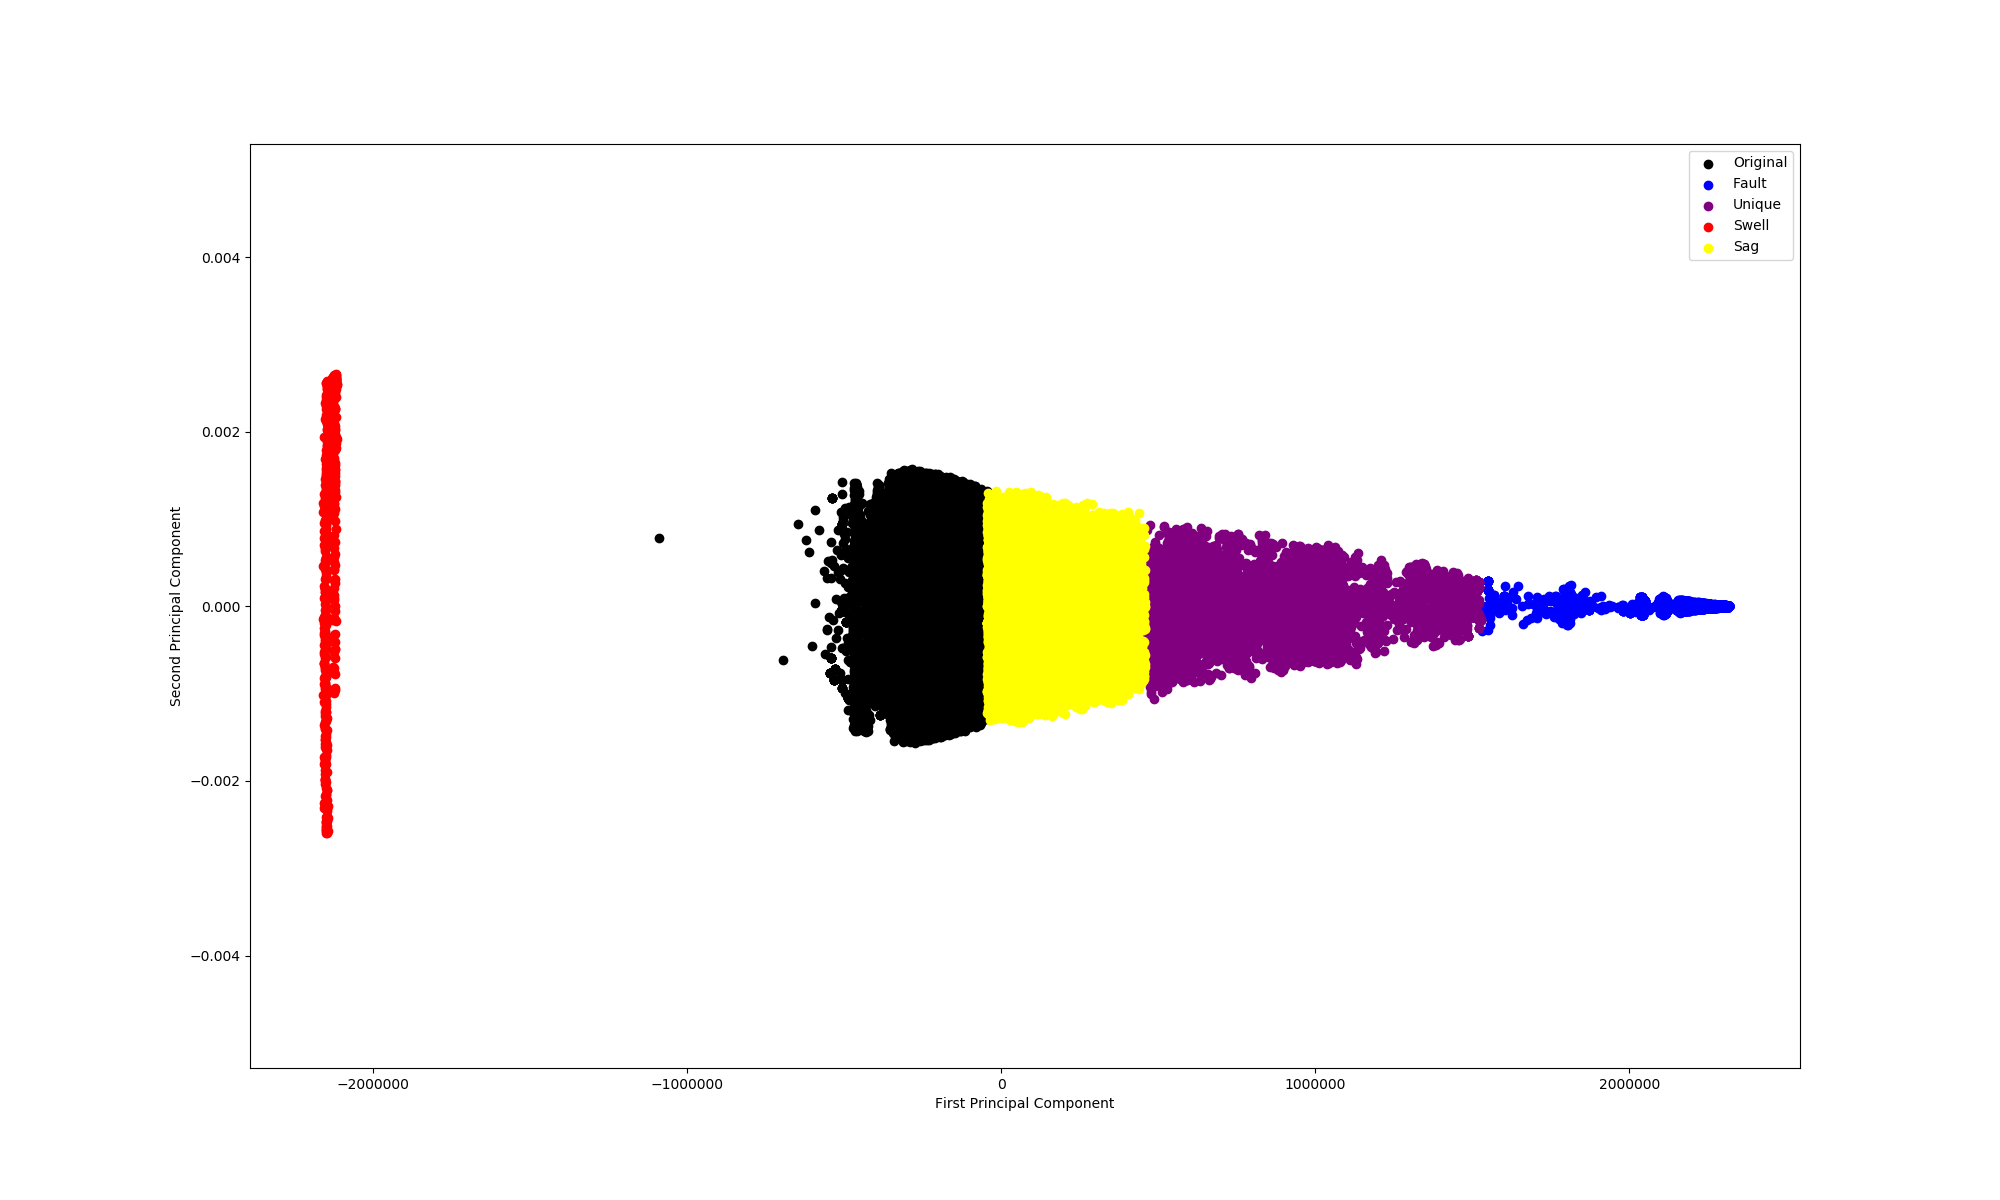 Original
Fault
Unique
Swell
Sag
0.004
0.002
0.000
−0.002
−0.004
Second Principal Component
−2000000
−1000000
0
1000000
2000000
First Principal Component